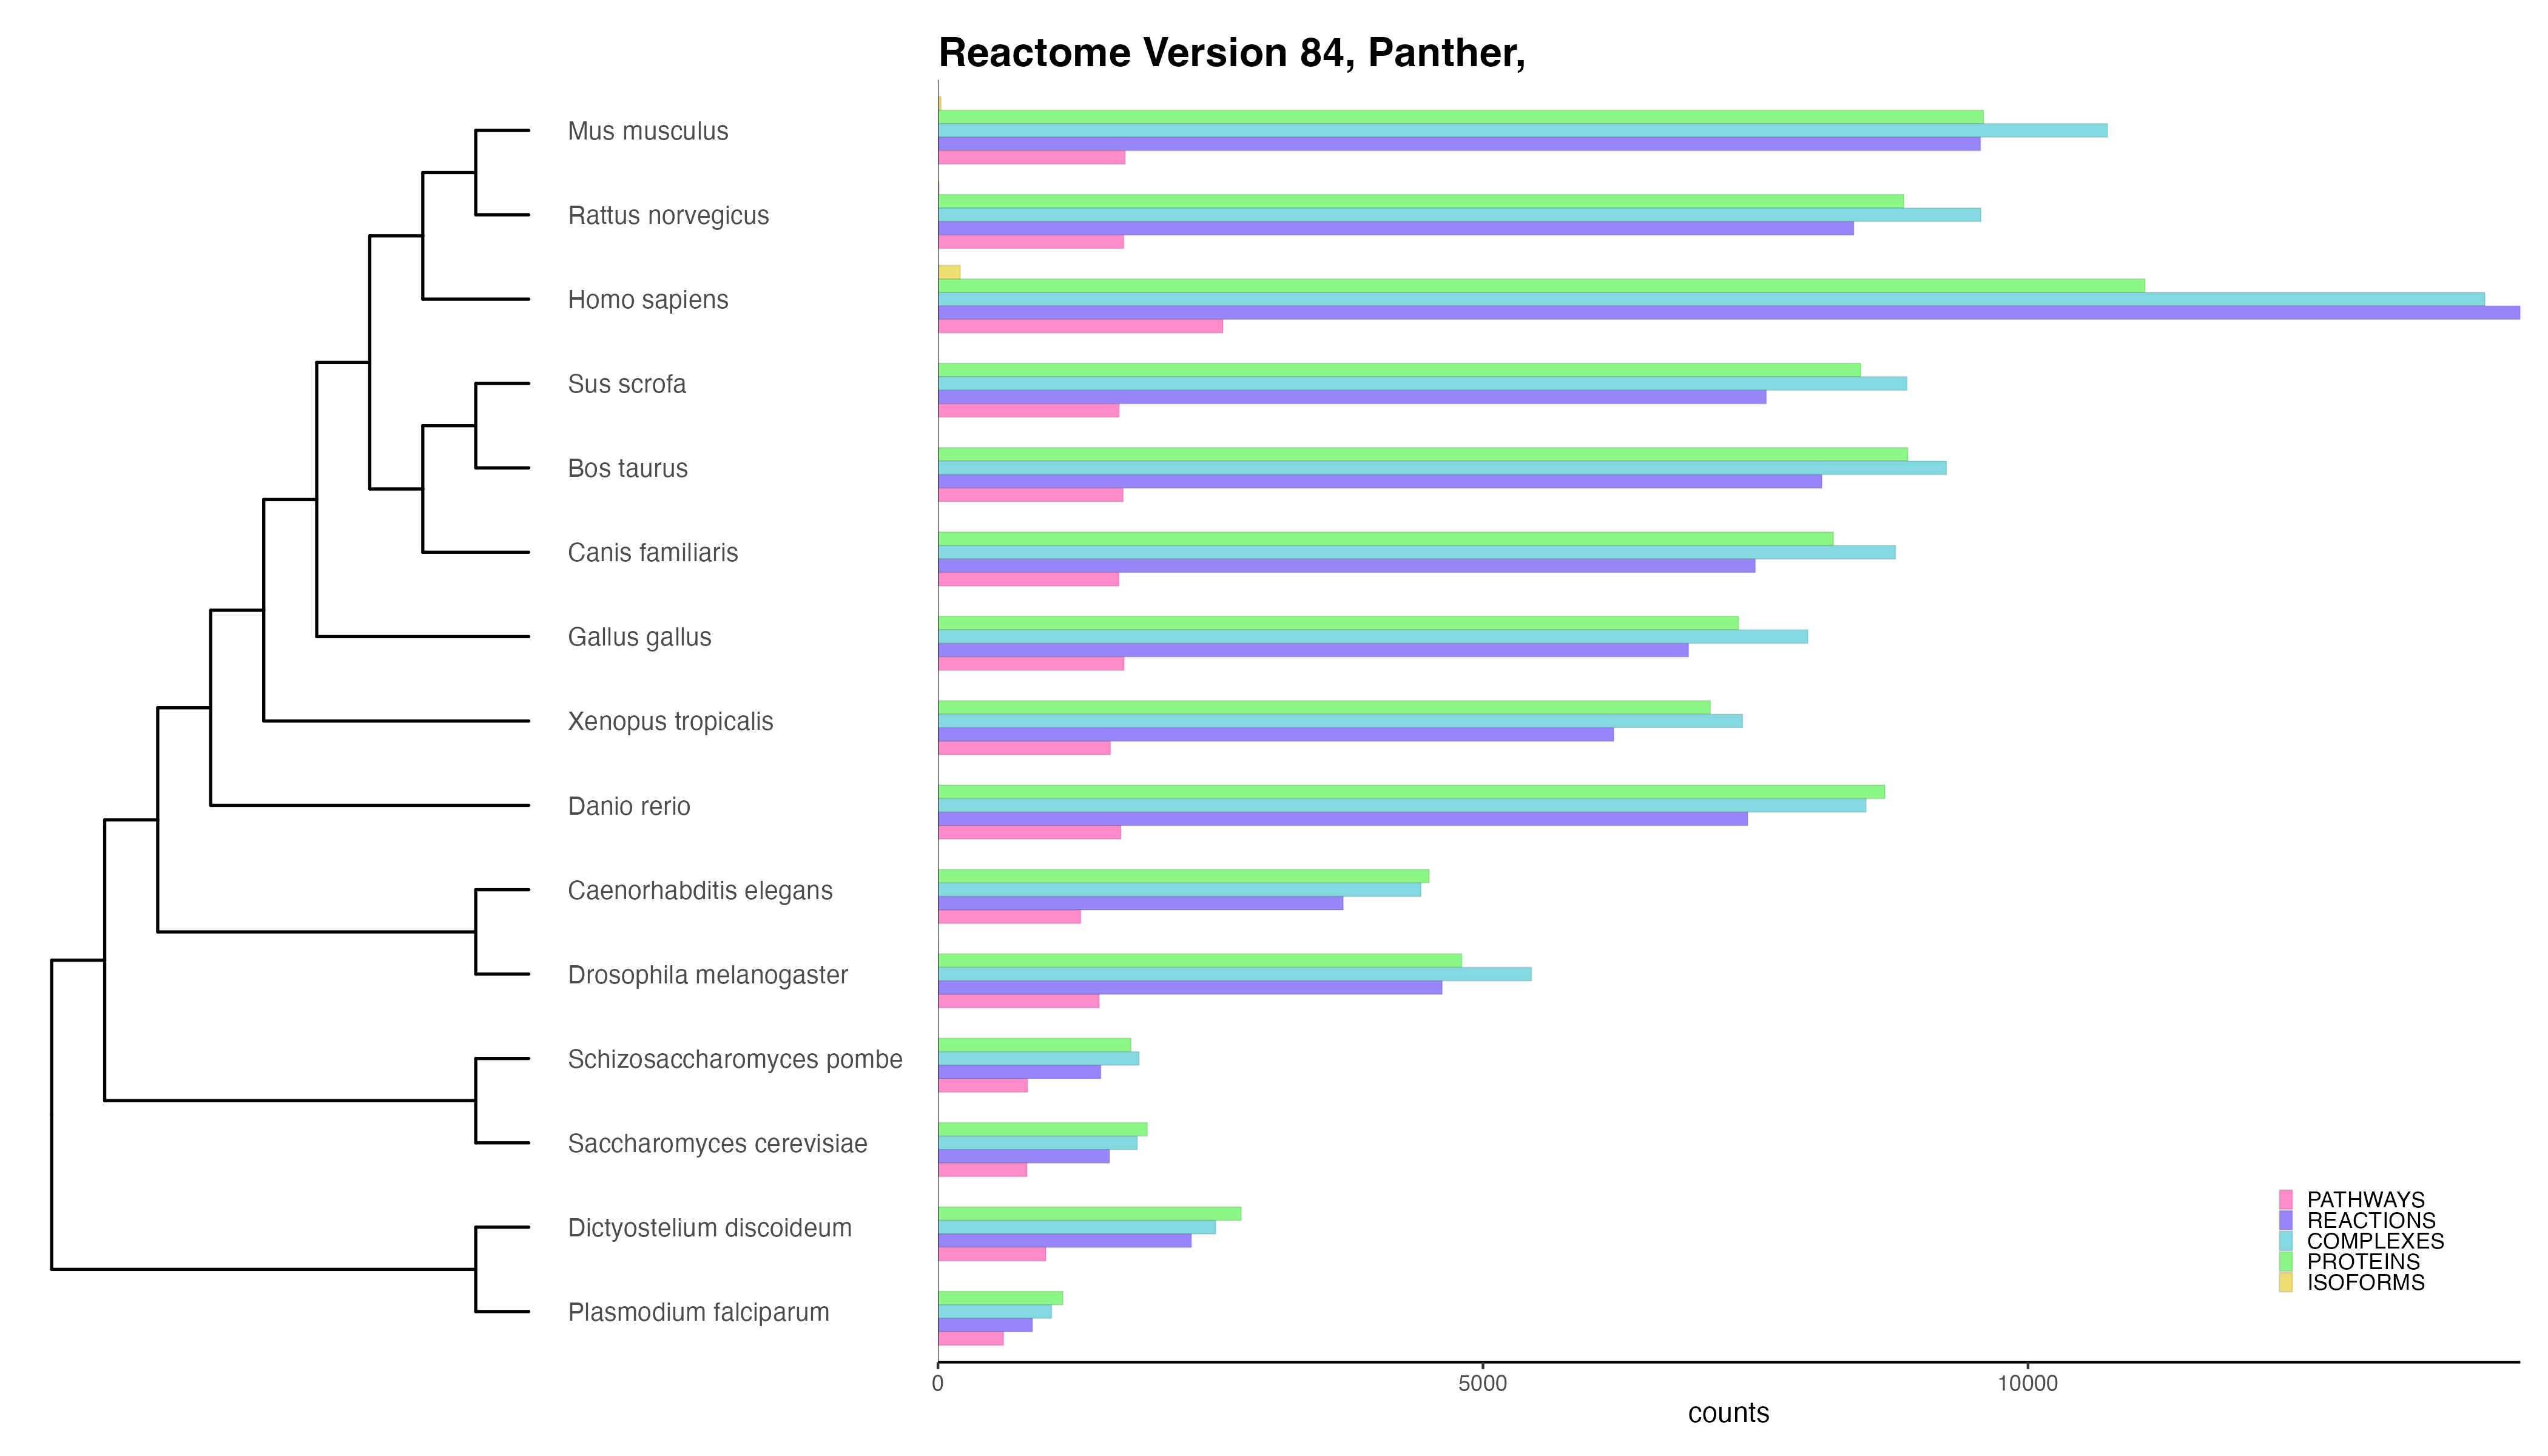 Reactome Version 84, Panther,
Mus musculus
Rattus norvegicus
Homo sapiens
Sus scrofa
Bos taurus
Canis familiaris
Gallus gallus
Xenopus tropicalis
Danio rerio
Caenorhabditis elegans
Drosophila melanogaster
Schizosaccharomyces pombe
Saccharomyces cerevisiae
Dictyostelium discoideum
Plasmodium falciparum
PATHWAYS
REACTIONS
COMPLEXES
PROTEINS
ISOFORMS
0 5000 10000
counts